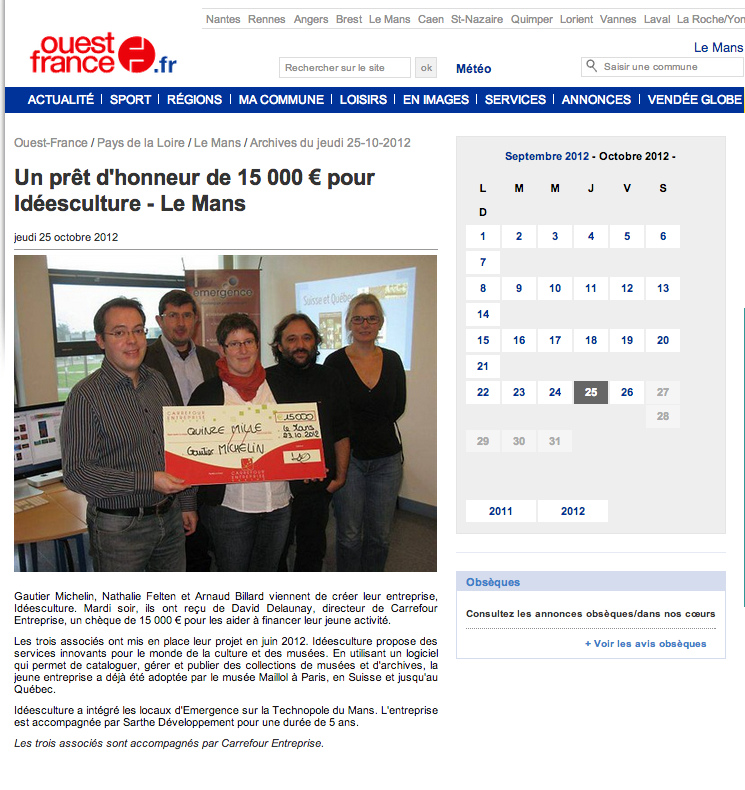 Nantes Rennes Angers Brest Le Mans Caen St-Nazaire Quimper Lorient Vannes Laval La Roche/Yon
ouest
france
.fr
Le Mans
Rechercher sur le site
ok
Météo
Saisir une commune
ACTUALITÉ | SPORT | RÉGIONS | MA COMMUNE | LOISIRS | EN IMAGES | SERVICES | ANNONCES | VENDÉE GLOBE
Ouest-France / Pays de la Loire / Le Mans / Archives du jeudi 25-10-2012
Un prêt d'honneur de 15 000 € pour
Idéesculture - Le Mans
jeudi 25 octobre 2012
emergence
Suisse et Québec
CARREFOUR
ENTREPRISE
€ 15000
QUINZE MILLE
Le Mans
23.10.2012
Gautier MICHELIN
CARREFOUR
ENTREPRISE
Gautier Michelin, Nathalie Felten et Arnaud Billard viennent de créer leur entreprise,
Idéesculture. Mardi soir, ils ont reçu de David Delaunay, directeur de Carrefour
Entreprise, un chèque de 15 000 € pour les aider à financer leur jeune activité.
Les trois associés ont mis en place leur projet en juin 2012. Idéesculture propose des
services innovants pour le monde de la culture et des musées. En utilisant un logiciel
qui permet de cataloguer, gérer et publier des collections de musées et d'archives, la
jeune entreprise a déjà été adoptée par le musée Maillol à Paris, en Suisse et jusqu'au
Québec.
Idéesculture a intégré les locaux d'Emergence sur la Technopole du Mans. L'entreprise
est accompagnée par Sarthe Développement pour une durée de 5 ans.
Les trois associés sont accompagnés par Carrefour Entreprise.
Septembre 2012 - Octobre 2012 -
L M M J V S
D
1 2 3 4 5 6
7
8 9 10 11 12 13
14
15 16 17 18 19 20
21
22 23 24 25 26 27
28
29 30 31
2011 2012
Obsèques
Consultez les annonces obsèques/dans nos cœurs
+ Voir les avis obsèques